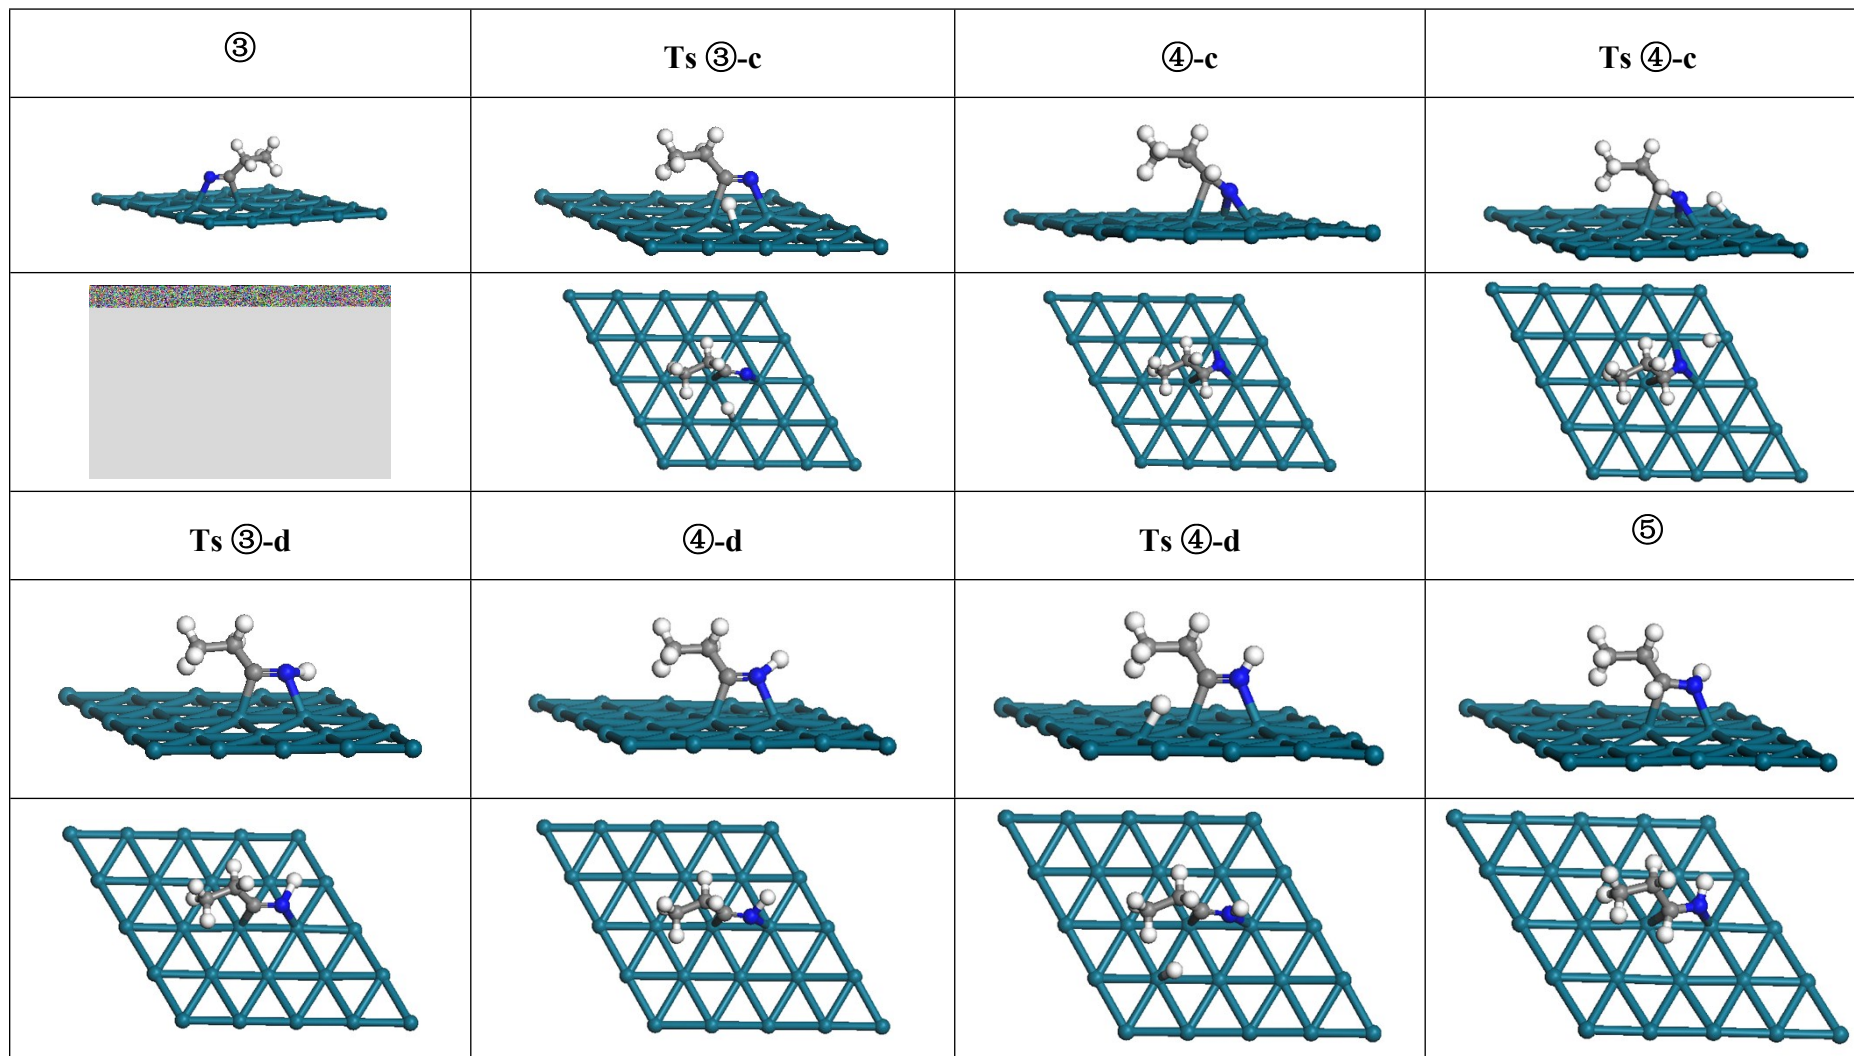 ③
Ts ③-c
④-c
Ts ④-c
Ts ③-d
④-d
Ts ④-d
⑤